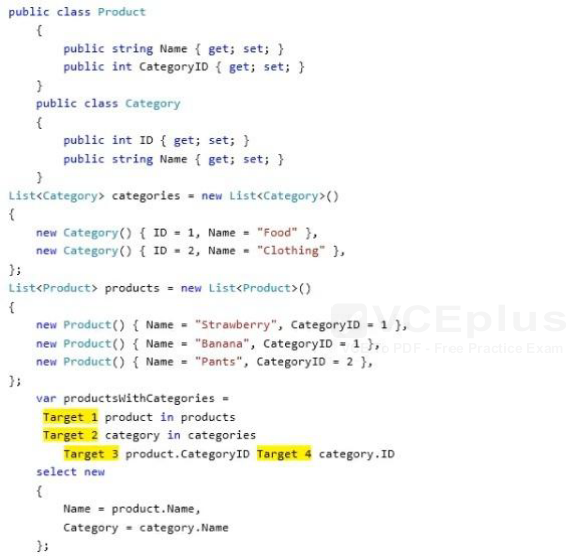 public class Product
{
public string Name { get; set; }
public int CategoryID { get; set; }
}
public class Category
{
public int ID { get; set; }
public string Name { get; set; }
}
List<Category> categories = new List<Category>()
{
new Category() { ID = 1, Name = "Food" },
new Category() { ID = 2, Name = "Clothing" },
};
List<Product> products = new List<Product>()
{
new Product() { Name = "Strawberry", CategoryID = 1 },
new Product() { Name = "Banana", CategoryID = 1 },
new Product() { Name = "Pants", CategoryID = 2 },
};
VCEplus
PDF - Free Practice Exam
var productsWithCategories =
Target 1 product in products
Target 2 category in categories
Target 3 product.CategoryID Target 4 category.ID
select new
{
Name = product.Name,
Category = category.Name
};